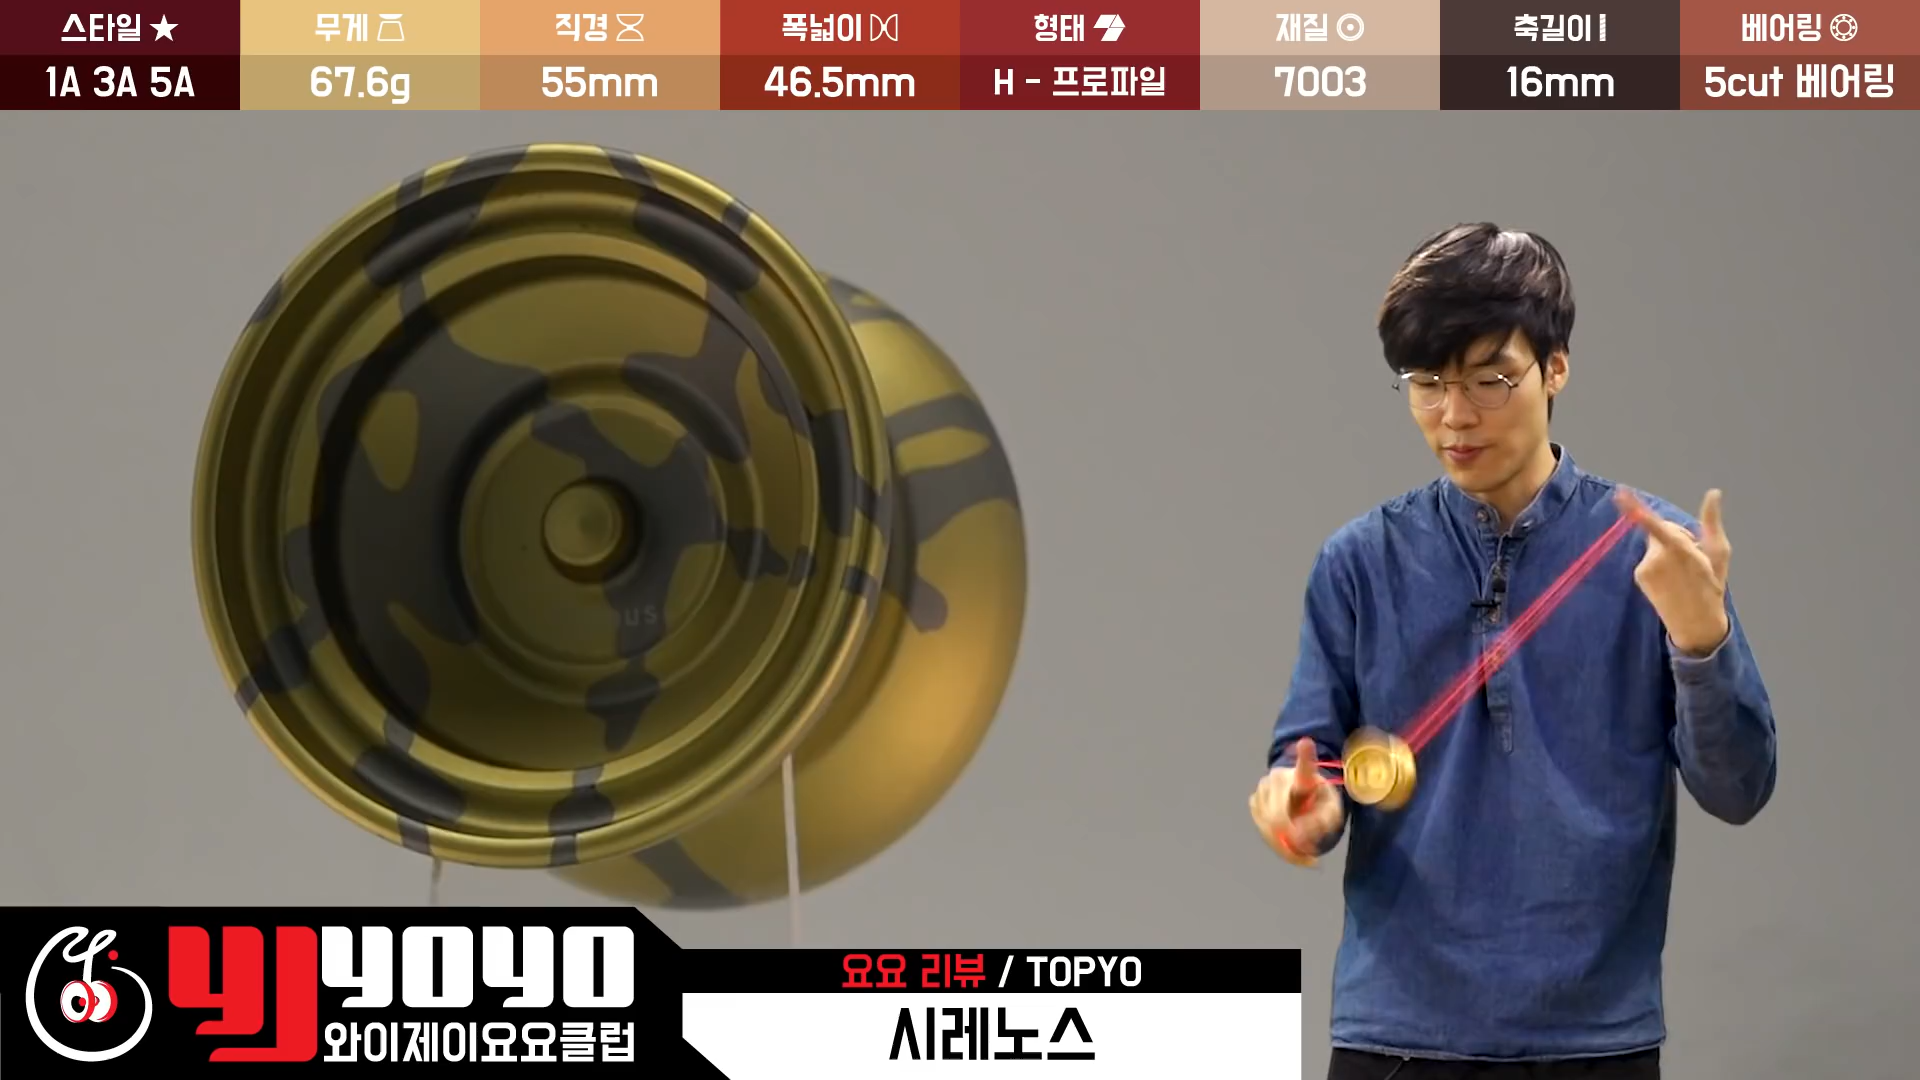 스타일 무게 직경 폭넓이 형태 재질 축길이 베어링
1A 3A 5A 67.6g 55mm 46.5mm H - 프로파일 7003 16mm 5cut 베어링
US
YJYOYO
와이제이요요클럽
요요 리뷰 / TOPYO
시레노스